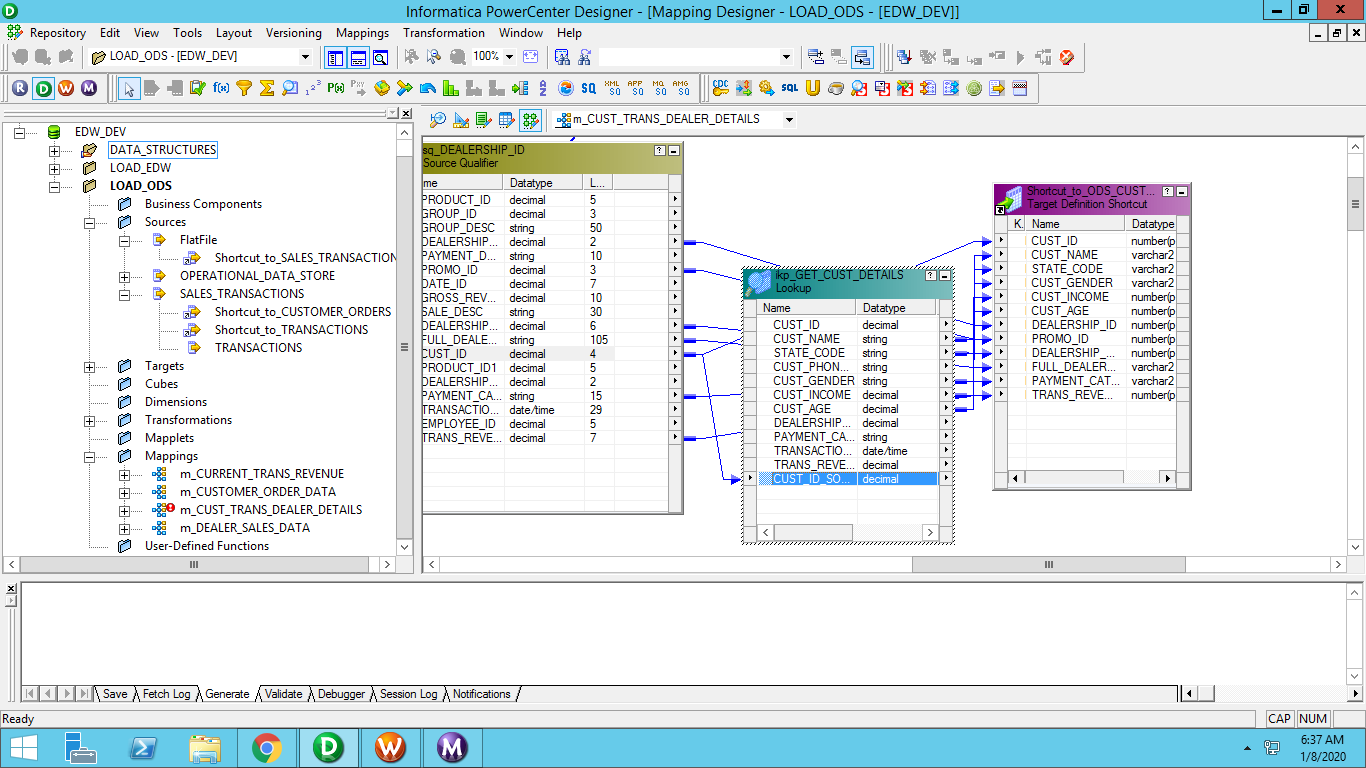 Informatica PowerCenter Designer - [Mapping Designer - LOAD_ODS - [EDW_DEV]]
Repository Edit View Tools Layout Versioning Mappings Transformation Window Help
LOAD_ODS - [EDW_DEV]
100%
m_CUST_TRANS_DEALER_DETAILS
EDW_DEV
DATA_STRUCTURES
LOAD_EDW
LOAD_ODS
Business Components
Sources
FlatFile
Shortcut_to_SALES_TRANSACTION
OPERATIONAL_DATA_STORE
SALES_TRANSACTIONS
Shortcut_to_CUSTOMER_ORDERS
Shortcut_to_TRANSACTIONS
TRANSACTIONS
Targets
Cubes
Dimensions
Transformations
Mapplets
Mappings
m_CURRENT_TRANS_REVENUE
m_CUSTOMER_ORDER_DATA
m_CUST_TRANS_DEALER_DETAILS
m_DEALER_SALES_DATA
User-Defined Functions
sq_DEALERSHIP_ID
Source Qualifier
me Datatype L...
PRODUCT_ID decimal 5
GROUP_ID decimal 3
GROUP_DESC string 50
DEALERSHIP... decimal 2
PAYMENT_D... string 10
PROMO_ID decimal 3
DATE_ID decimal 7
GROSS_REV... decimal 10
SALE_DESC string 30
DEALERSHIP... decimal 6
FULL_DEALE... string 105
CUST_ID decimal 4
PRODUCT_ID1 decimal 5
DEALERSHIP... decimal 2
PAYMENT_CA... string 15
TRANSACTIO... date/time 29
EMPLOYEE_ID decimal 5
TRANS_REVE... decimal 7
lkp_GET_CUST_DETAILS
Lookup
Name Datatype
CUST_ID decimal
CUST_NAME string
STATE_CODE string
CUST_PHON... string
CUST_GENDER string
CUST_INCOME decimal
CUST_AGE decimal
DEALERSHIP... decimal
PAYMENT_CA... string
TRANSACTIO... date/time
TRANS_REVE... decimal
CUST_ID_SO... decimal
Shortcut_to_ODS_CUST...
Target Definition Shortcut
K. Name Datatype
CUST_ID number(p
CUST_NAME varchar2
STATE_CODE varchar2
CUST_GENDER varchar2
CUST_INCOME number(p
CUST_AGE number(p
DEALERSHIP_ID number(p
PROMO_ID number(p
DEALERSHIP_... number(p
FULL_DEALER... varchar2
PAYMENT_CAT... varchar2
TRANS_REVE... number(p
Save Fetch Log Generate Validate Debugger Session Log Notifications
Ready
CAP NUM
6:37 AM
1/8/2020